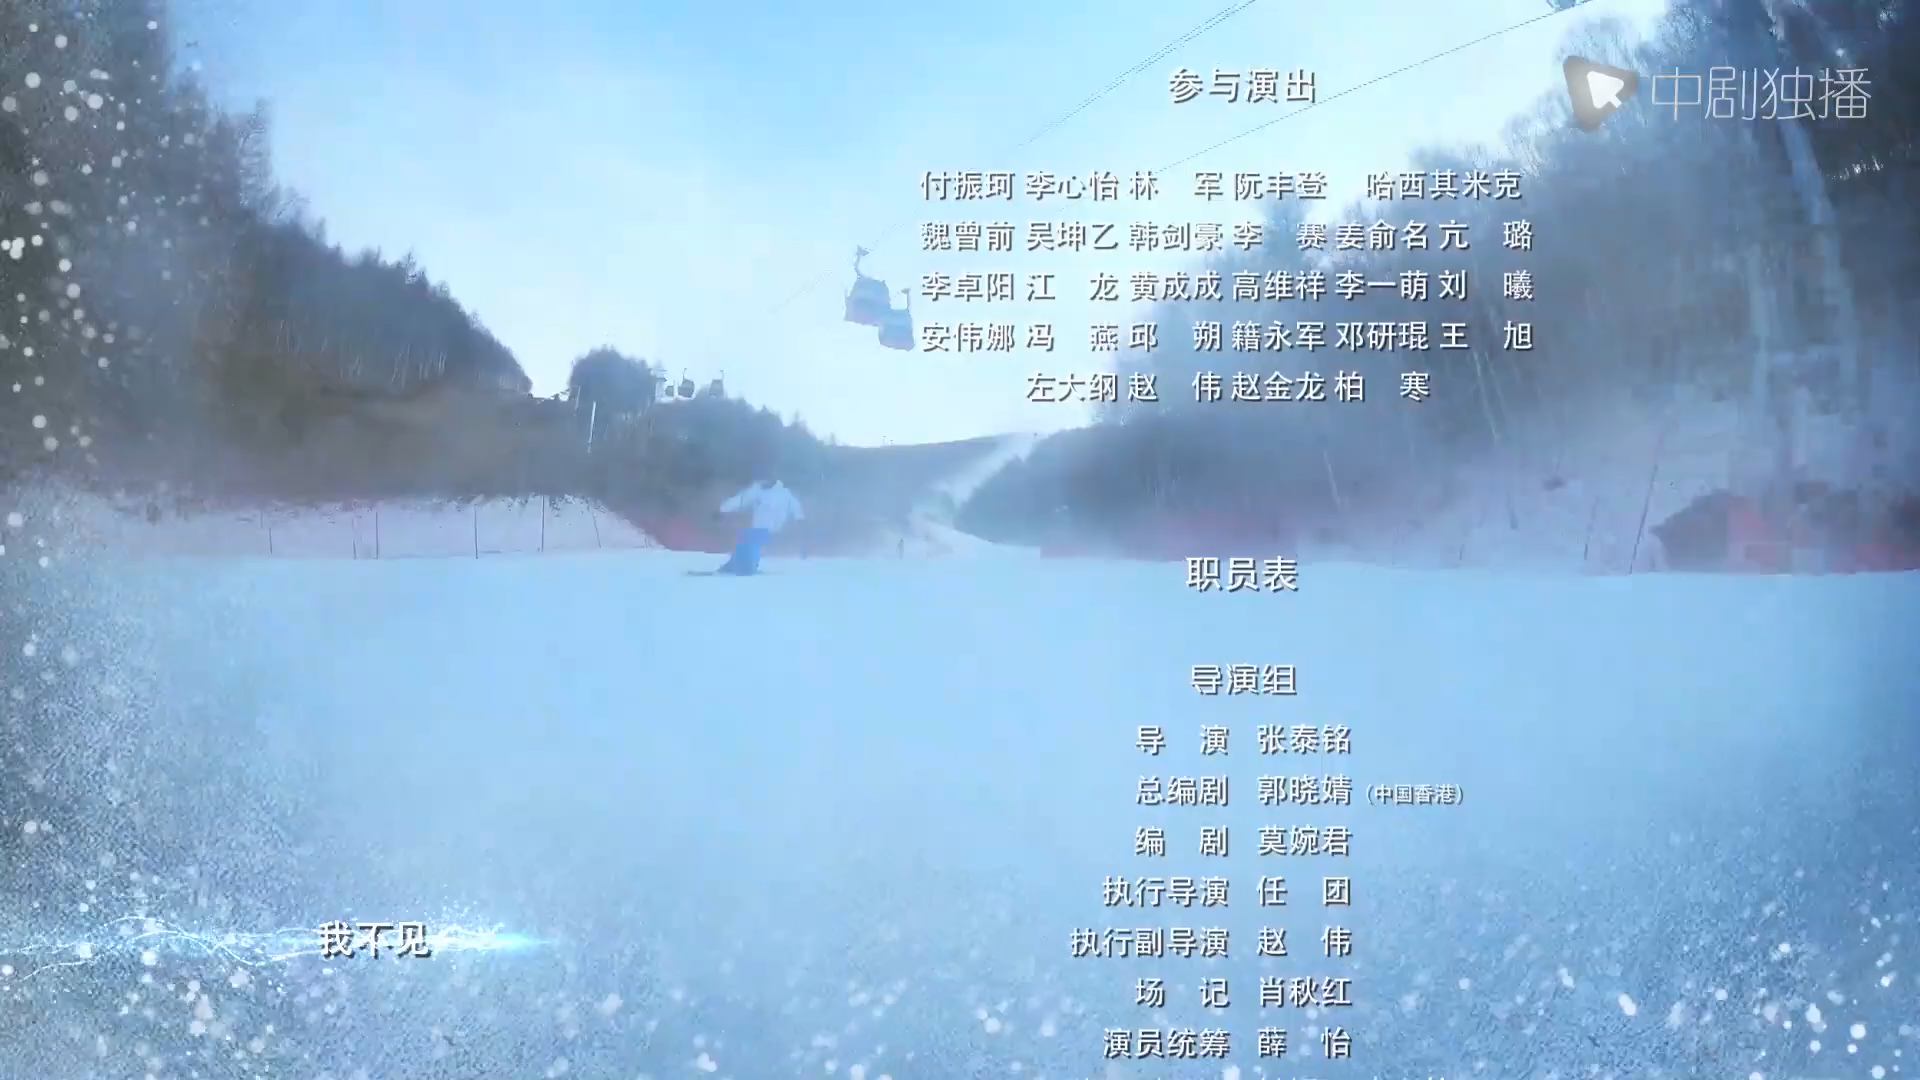 参与演出
中剧独播
付振珂 李心怡 林 军 阮丰登 哈西其米克
魏曾前 吴坤乙 韩剑豪 李 赛 姜俞名 亢 璐
李卓阳 江 龙 黄成成 高维祥 李一萌 刘 曦
安伟娜 冯 燕 邱 朔 籍永军 邓研琨 王 旭
左大纲 赵 伟 赵金龙 柏 寒
职员表
导演组
导 演 张泰铭
总编剧 郭晓婧（中国香港）
编 剧 莫婉君
执行导演 任 团
执行副导演 赵 伟
我不见
场 记 肖秋红
演员统筹 薛 怡